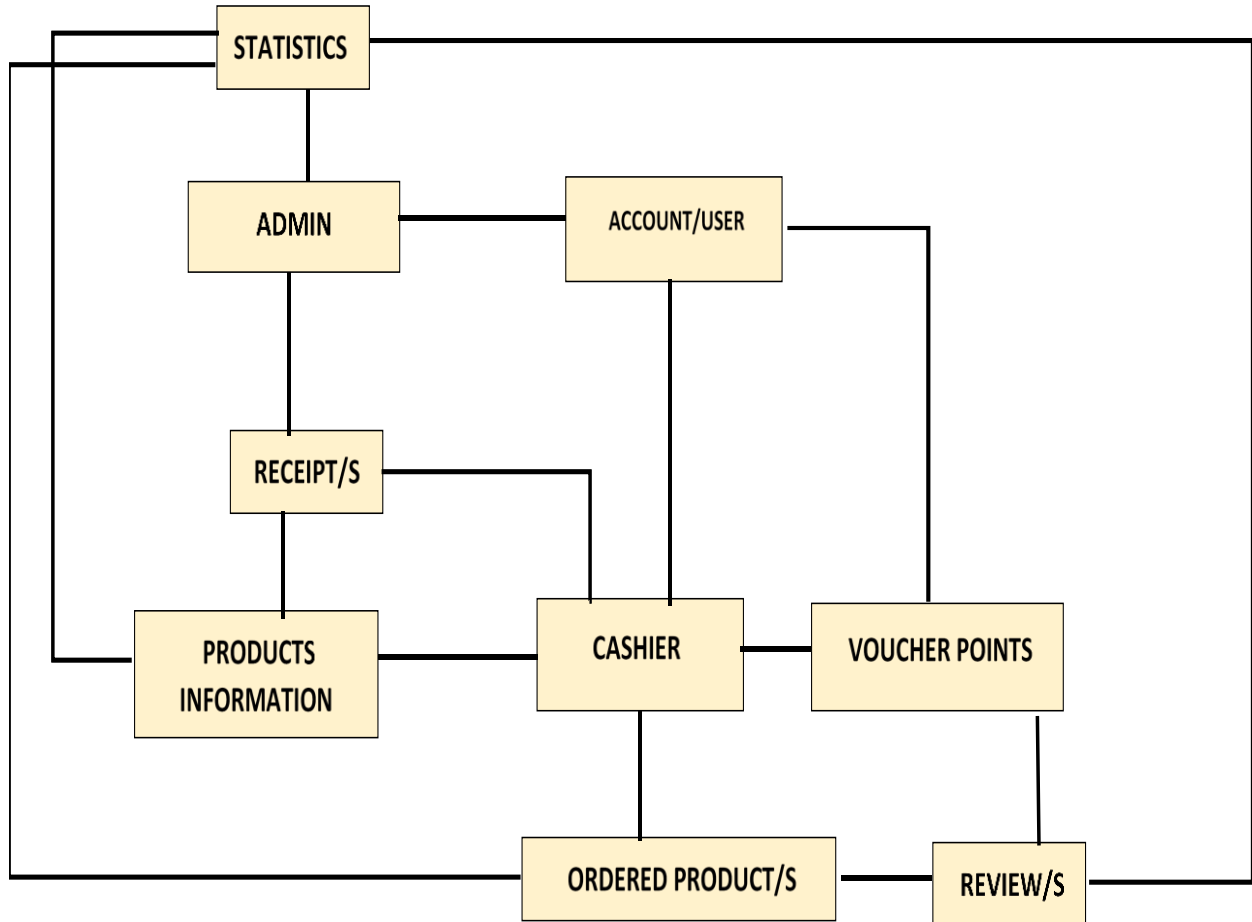 STATISTICS
ADMIN
ACCOUNT/USER
RECEIPT/S
PRODUCTS
INFORMATION
CASHIER
VOUCHER POINTS
ORDERED PRODUCT/S
REVIEW/S